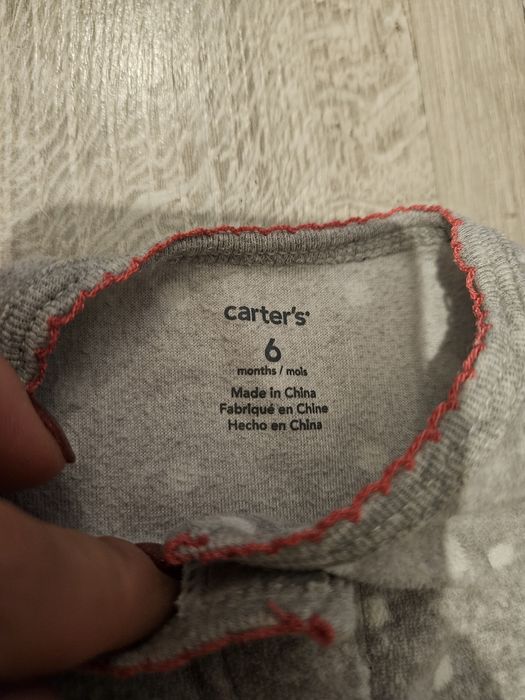 carter's
6
months / mois
Made in China
Fabriqué en Chine
Hecho en China